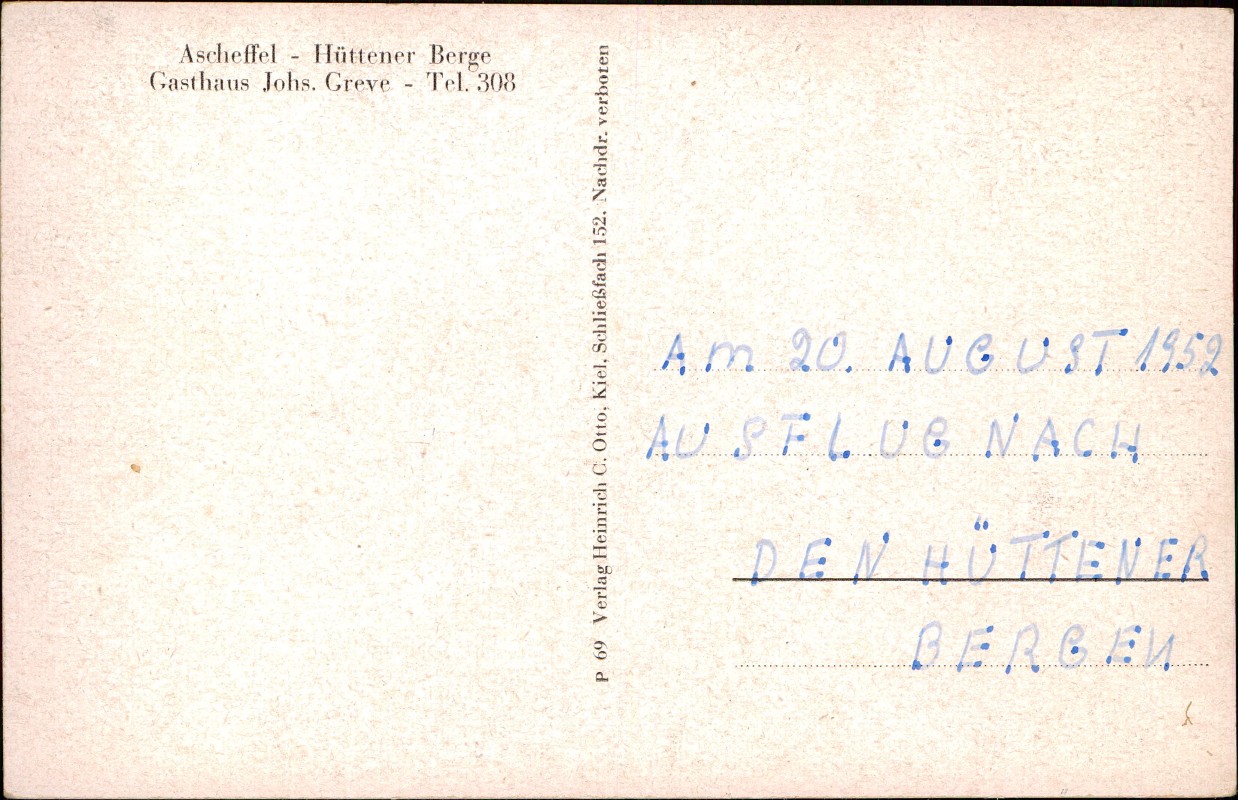 Ascheffel - Hüttener Berge
Gasthaus Johs. Greve - Tel. 308
P 69 Verlag Heinrich C. Otto, Kiel, Schließfach 152. Nachdr. verboten
Am 20. AUGUST 1952
AUSFLUG NACH
DEN HÜTTENER
BERGEN